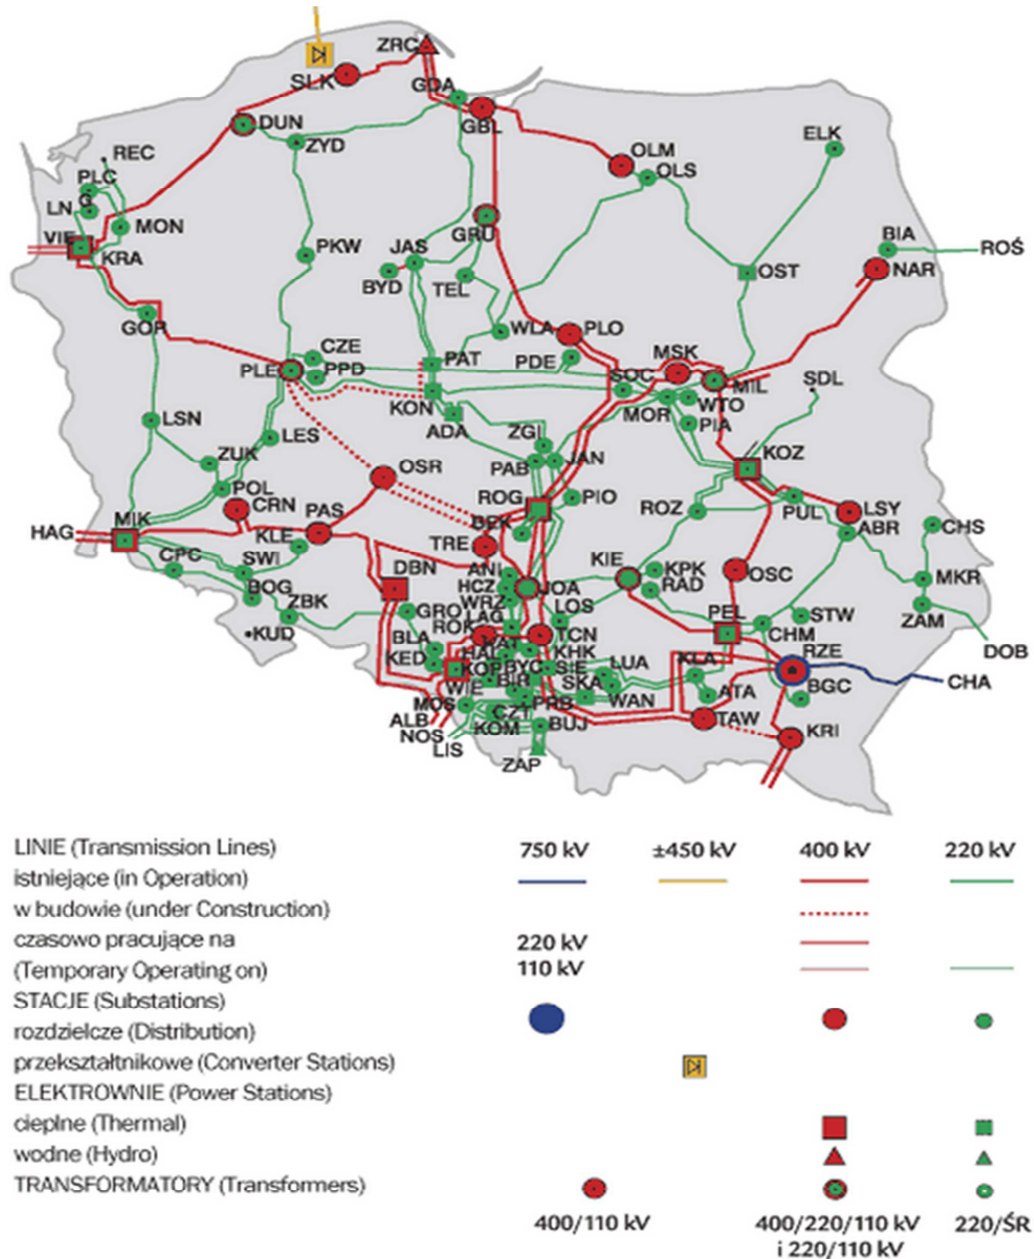 ZRC
SLK
GDA
GBL
DUN
ZYD
ELK
OLM
OLS
REC
PLC
LN
G
MON
VIE
KRA
GRU
BIA
ROŚ
NAR
PKW
JAS
BYD
TEL
OST
GOR
WLA
PLO
CZE
PAT
PDE
MSK
PLE
PPD
SOC
MIL
SDL
KON
MOR
WTO
ADA
PIA
LSN
LES
ZGI
ZUK
PAB
JAN
KOZ
OSR
POL
CRN
PAS
ROG
PIO
ROZ
PUL
LSY
ABR
CHS
HAG
MIK
KLE
TRE
KIE
CPC
SWI
DBN
ANI
HCZ
JOA
KPK
RAD
OSC
MKR
BOG
ZBK
GRO
WRZ
LAG
LOS
PEL
STW
ZAM
KUD
BLA
ROK
TCN
CHM
DOB
KED
KAT
HAL
KHK
RZE
KOP
BYC
SIE
LUA
KLA
WIE
BIR
SKA
BGC
CHA
MOS
PRB
WAN
ATA
ALB
CZT
TAW
NOS
KOM
BUJ
KRI
LIS
ZAP
LINIE (Transmission Lines) 750 kV ±450 kV 400 kV 220 kV
istniejące (in Operation)
w budowie (under Construction)
czasowo pracujące na 220 kV
(Temporary Operating on) 110 kV
STACJE (Substations)
rozdzielcze (Distribution)
przekształtnikowe (Converter Stations)
ELEKTROWNIE (Power Stations)
cieplne (Thermal)
wodne (Hydro)
TRANSFORMATORY (Transformers)
400/110 kV 400/220/110 kV 220/ŚR
i 220/110 kV